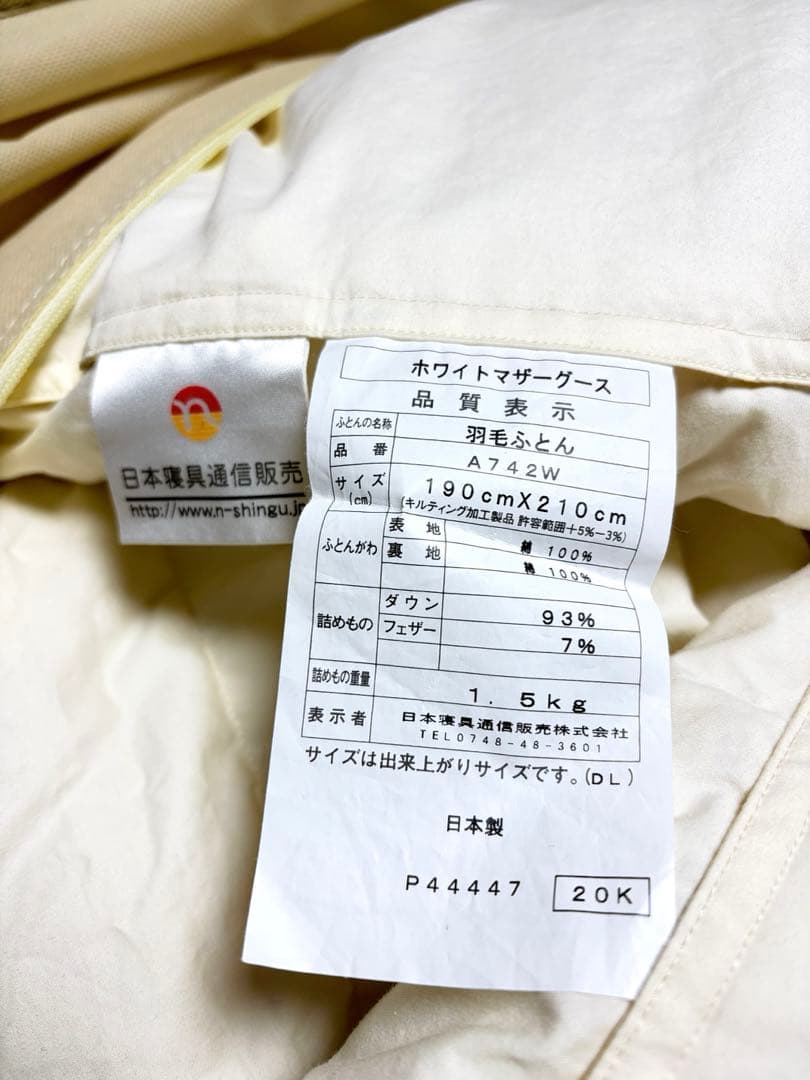 n
日本寝具通信販売
http://www.n-shingu.jp
ホワイトマザーグース
品質表示
ふとんの名称 羽毛ふとん
品番 A742W
サイズ(cm) 190cmX210cm
(キルティング加工製品 許容範囲+5%-3%)
ふとんがわ 表地 綿 100%
裏地 綿 100%
詰めもの ダウン 93%
フェザー 7%
詰めもの重量 1.5kg
表示者 日本寝具通信販売株式会社
TEL0748-48-3601
サイズは出来上がりサイズです。(DL)
日本製
P44447 20K